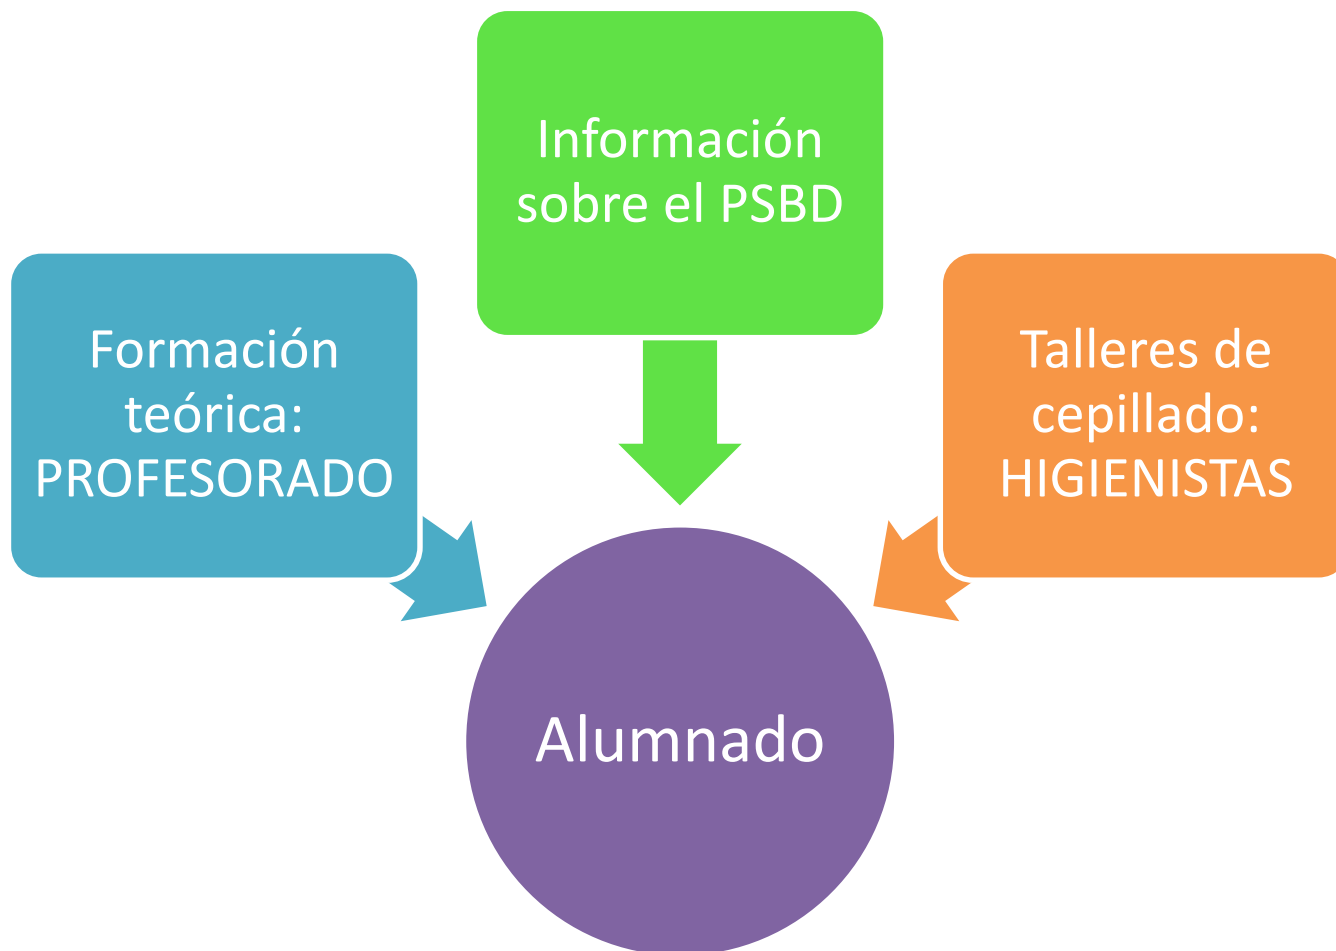 Información
sobre el PSBD
Formación
teórica:
PROFESORADO
Talleres de
cepillado:
HIGIENISTAS
Alumnado